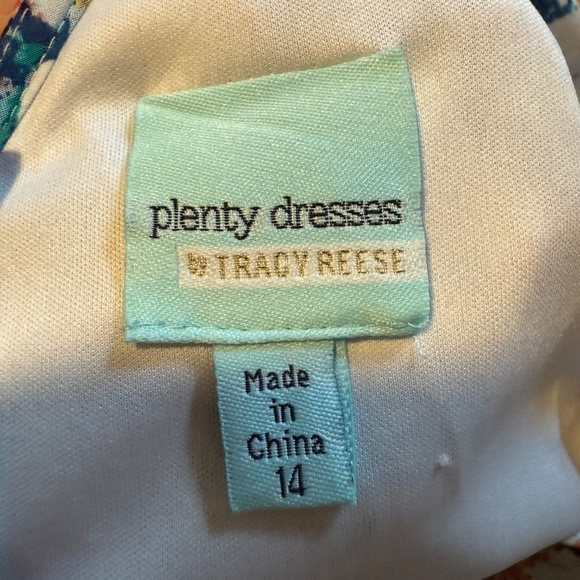 plenty dresses
by TRACY REESE
Made
in
China
14